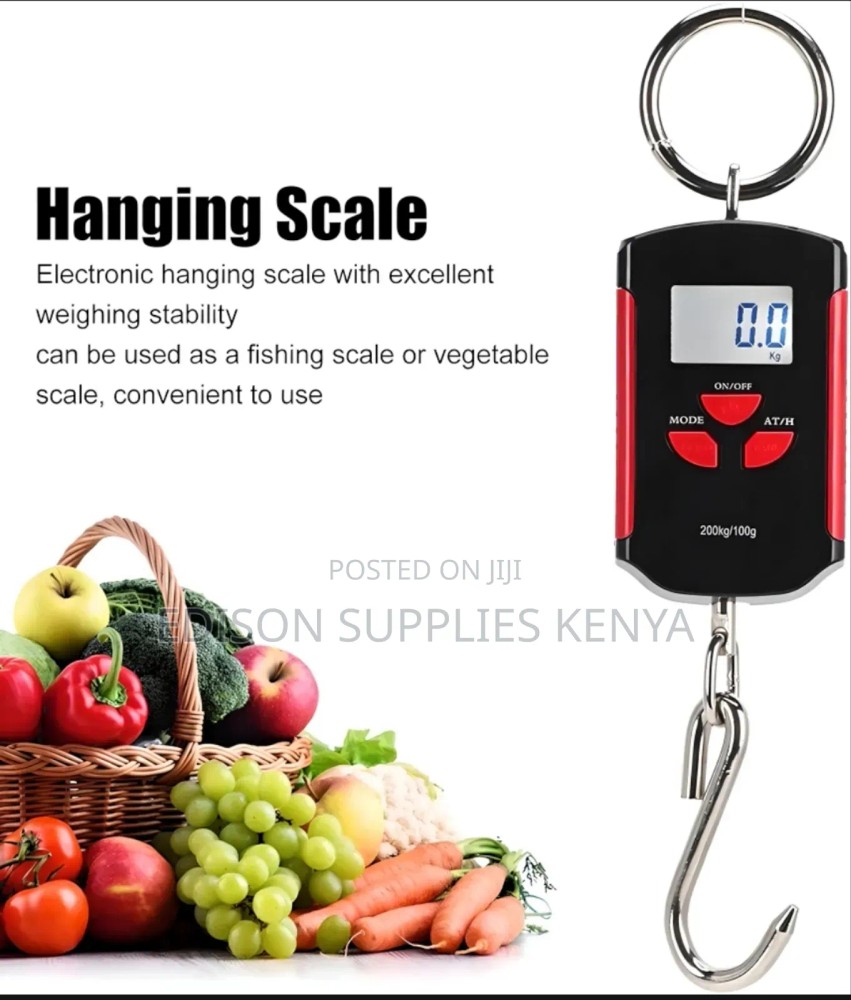 Hanging Scale
Electronic hanging scale with excellent
weighing stability
can be used as a fishing scale or vegetable
scale, convenient to use
0.0
Kg
ON/OFF
MODE AT/H
200kg/100g
POSTED ON JIJI
EDISON SUPPLIES KENYA